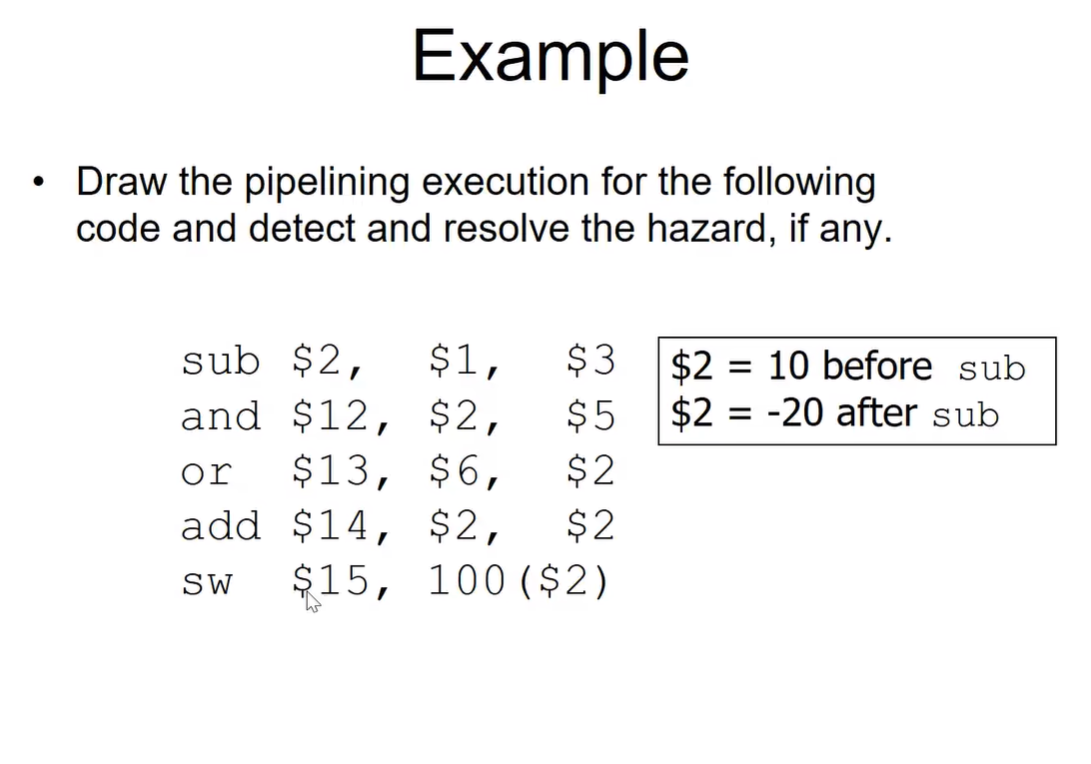 Example
• Draw the pipelining execution for the following
code and detect and resolve the hazard, if any.
sub $2, $1, $3
and $12, $2, $5
or $13, $6, $2
add $14, $2, $2
sw $15, 100($2)
$2 = 10 before sub
$2 = -20 after sub